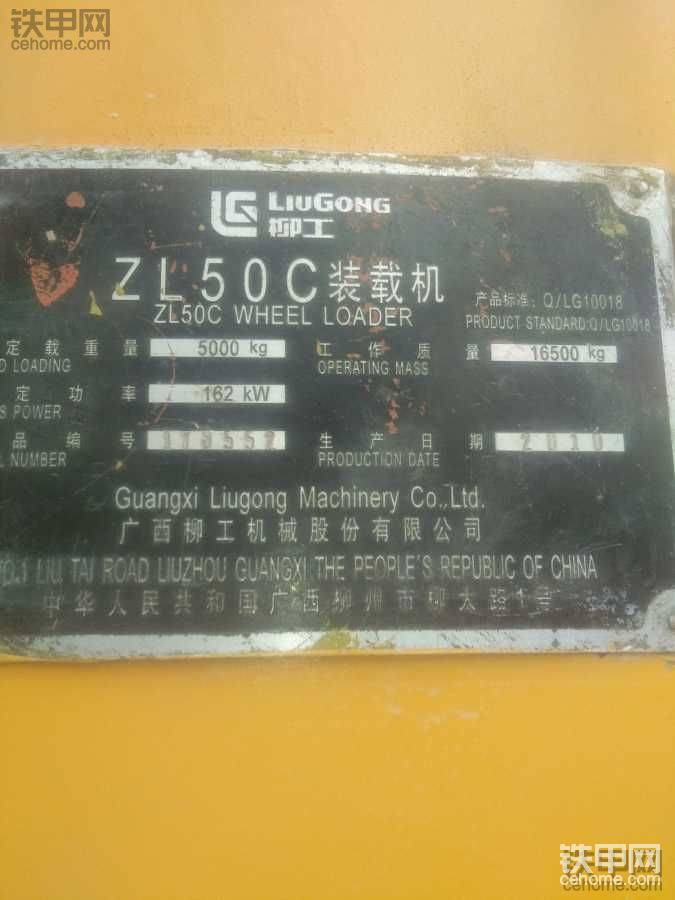 铁甲网
cehome.com
LG LIUGONG
柳工
ZL50C装载机
ZL50C WHEEL LOADER
产品标准: Q/LG10018
PRODUCT STANDARD:Q/LG10018
定载重量 5000 kg 工作质量 16500 kg
D LOADING OPERATING MASS
定功率 162 kW
S POWER
品编号 生产日期 2010
L NUMBER PRODUCTION DATE
Guangxi Liugong Machinery Co.,Ltd.
广西柳工机械股份有限公司
NO.1 LIU TAI ROAD LIUZHOU GUANGXI THE PEOPLE'S REPUBLIC OF CHINA
中华人民共和国广西柳州市柳太路1号
铁甲网
cehome.com